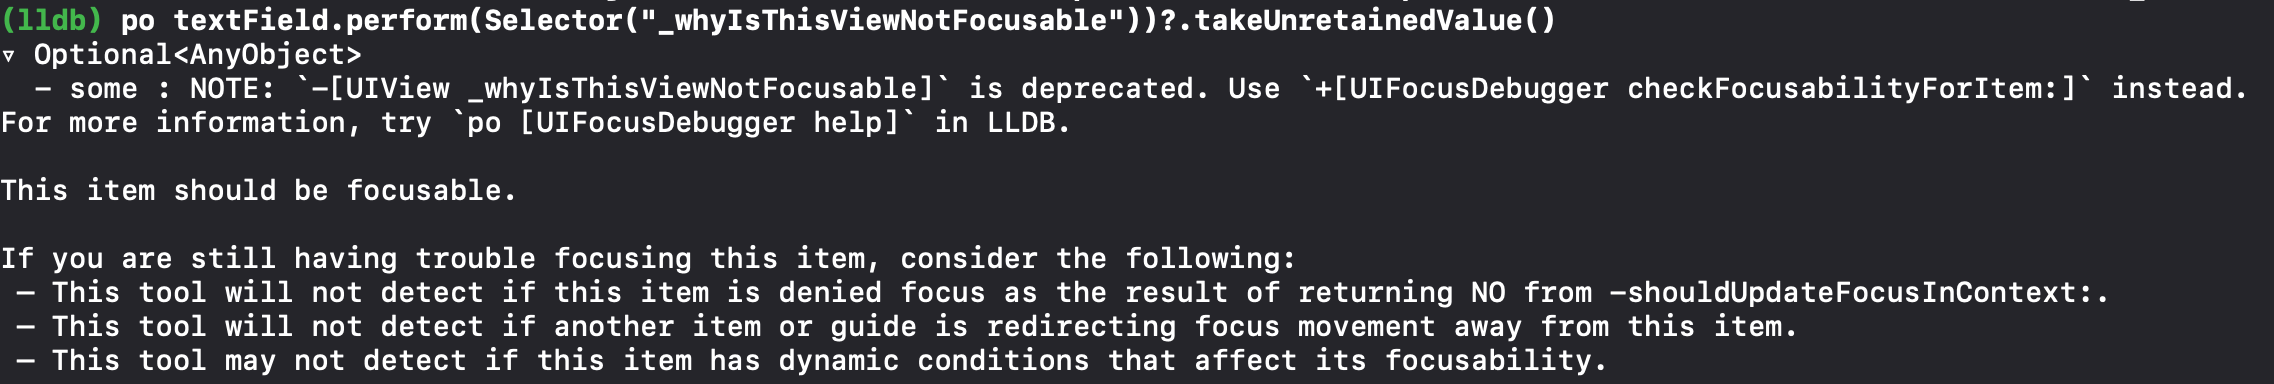 (lldb) po textField.perform(Selector("_whyIsThisViewNotFocusable"))?.takeUnretainedValue()
▿ Optional<AnyObject>
  - some : NOTE: `-[UIView _whyIsThisViewNotFocusable]` is deprecated. Use `+[UIFocusDebugger checkFocusabilityForItem:]` instead.
For more information, try `po [UIFocusDebugger help]` in LLDB.

This item should be focusable.

If you are still having trouble focusing this item, consider the following:
 — This tool will not detect if this item is denied focus as the result of returning NO from -shouldUpdateFocusInContext:.
 — This tool will not detect if another item or guide is redirecting focus movement away from this item.
 — This tool may not detect if this item has dynamic conditions that affect its focusability.